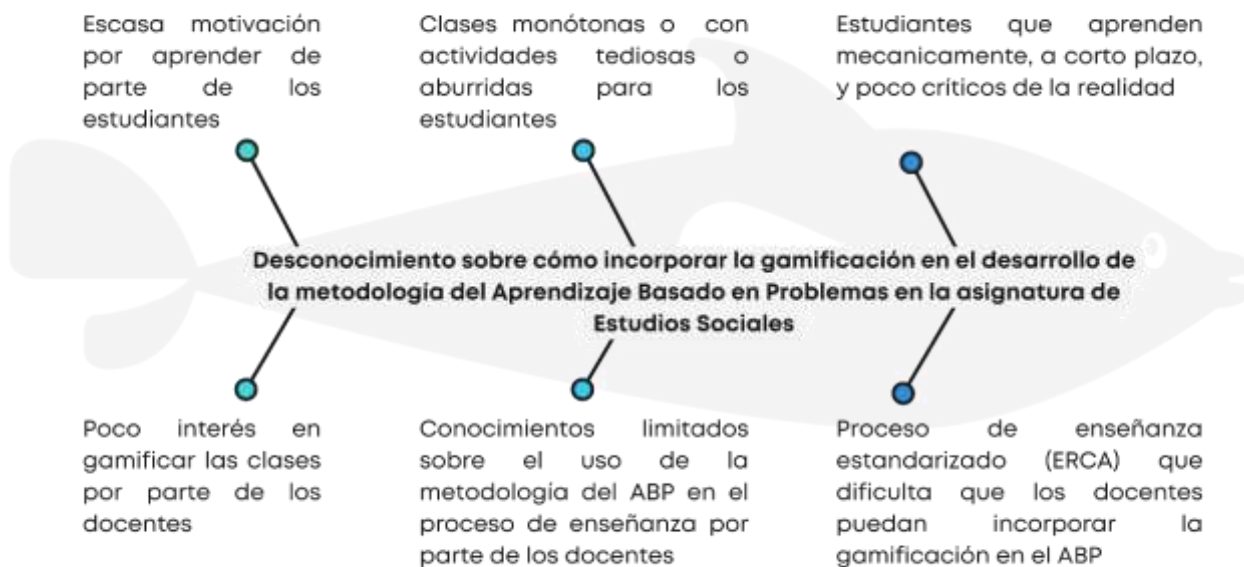 Escasa motivación
por aprender de
parte de los
estudiantes
Clases monótonas o con
actividades tediosas o
aburridas para los
estudiantes
Estudiantes que aprenden
mecanicamente, a corto plazo,
y poco críticos de la realidad
Desconocimiento sobre cómo incorporar la gamificación en el desarrollo de
la metodología del Aprendizaje Basado en Problemas en la asignatura de
Estudios Sociales
Poco interés en
gamificar las clases
por parte de los
docentes
Conocimientos limitados
sobre el uso de la
metodología del ABP en el
proceso de enseñanza por
parte de los docentes
Proceso de enseñanza
estandarizado (ERCA) que
dificulta que los docentes
puedan incorporar la
gamificación en el ABP